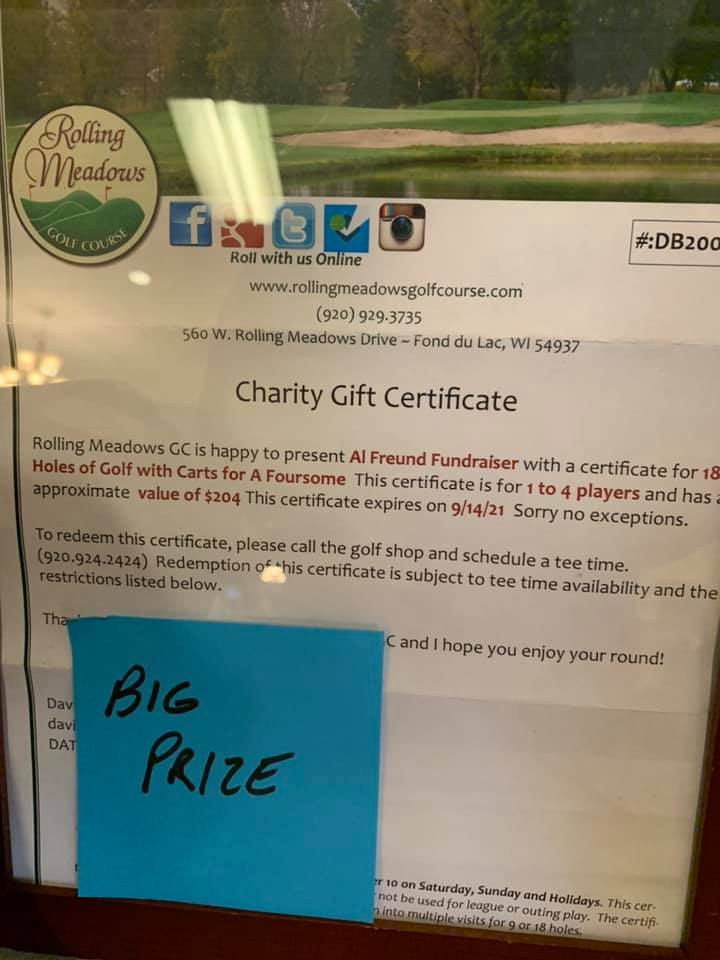 Rolling
Meadows
GOLF COURSE
#:DB200
Roll with us Online
www.rollingmeadowsgolfcourse.com
(920) 929.3735
560 W. Rolling Meadows Drive ~ Fond du Lac, WI 54937
Charity Gift Certificate
Rolling Meadows GC is happy to present Al Freund Fundraiser with a certificate for 18
Holes of Golf with Carts for A Foursome This certificate is for 1 to 4 players and has a
approximate value of $204 This certificate expires on 9/14/21 Sorry no exceptions.
To redeem this certificate, please call the golf shop and schedule a tee time.
(920.924.2424) Redemption of this certificate is subject to tee time availability and the
restrictions listed below.
C and I hope you enjoy your round!
Dav
davi
DAT
BIG
PRIZE
er 10 on Saturday, Sunday and Holidays. This cer-
not be used for league or outing play. The certifi-
into multiple visits for 9 or 18 holes.